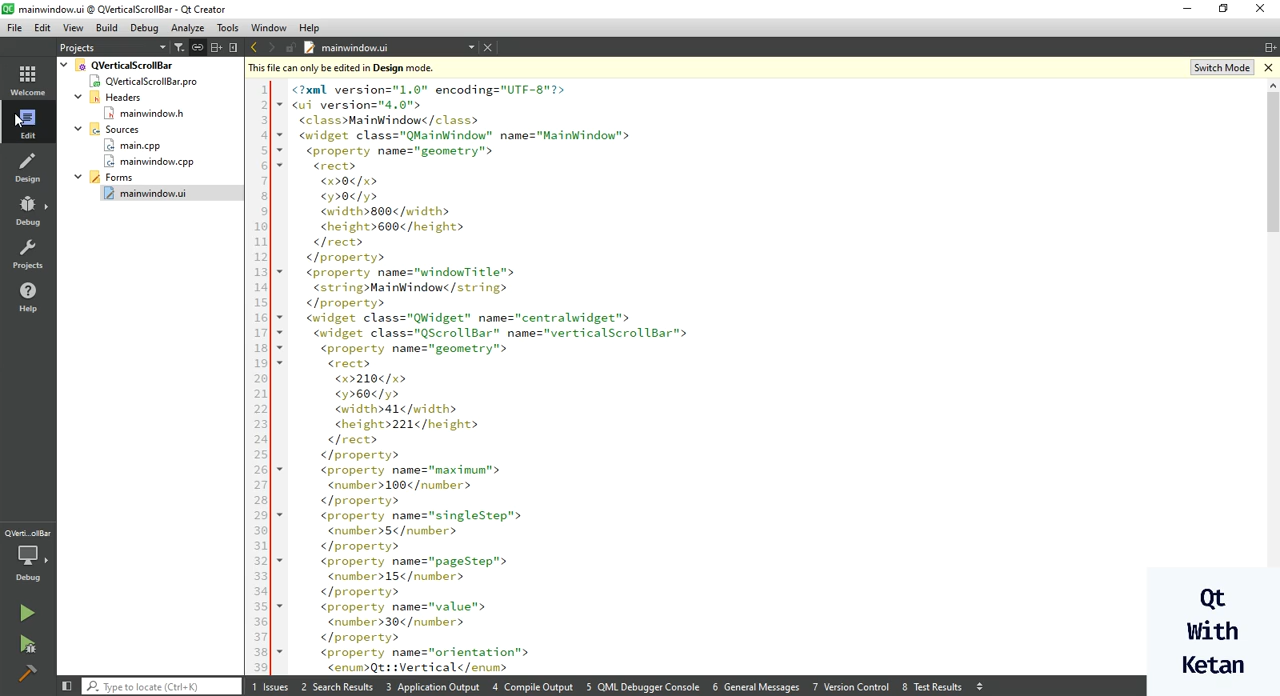 mainwindow.ui @ QVerticalScrollBar - Qt Creator
File Edit View Build Debug Analyze Tools Window Help
Projects
mainwindow.ui
This file can only be edited in Design mode.
Switch Mode
Welcome
Edit
Design
Debug
Projects
Help
QVerti...ollBar
Debug
QVerticalScrollBar
QVerticalScrollBar.pro
Headers
mainwindow.h
Sources
main.cpp
mainwindow.cpp
Forms
mainwindow.ui
1 <?xml version="1.0" encoding="UTF-8"?>
2 <ui version="4.0">
3 <class>MainWindow</class>
4 <widget class="QMainWindow" name="MainWindow">
5 <property name="geometry">
6 <rect>
7 <x>0</x>
8 <y>0</y>
9 <width>800</width>
10 <height>600</height>
11 </rect>
12 </property>
13 <property name="windowTitle">
14 <string>MainWindow</string>
15 </property>
16 <widget class="QWidget" name="centralwidget">
17 <widget class="QScrollBar" name="verticalScrollBar">
18 <property name="geometry">
19 <rect>
20 <x>210</x>
21 <y>60</y>
22 <width>41</width>
23 <height>221</height>
24 </rect>
25 </property>
26 <property name="maximum">
27 <number>100</number>
28 </property>
29 <property name="singleStep">
30 <number>5</number>
31 </property>
32 <property name="pageStep">
33 <number>15</number>
34 </property>
35 <property name="value">
36 <number>30</number>
37 </property>
38 <property name="orientation">
39 <enum>Qt::Vertical</enum>
Qt
With
Ketan
Type to locate (Ctrl+K)
1 Issues 2 Search Results 3 Application Output 4 Compile Output 5 QML Debugger Console 6 General Messages 7 Version Control 8 Test Results